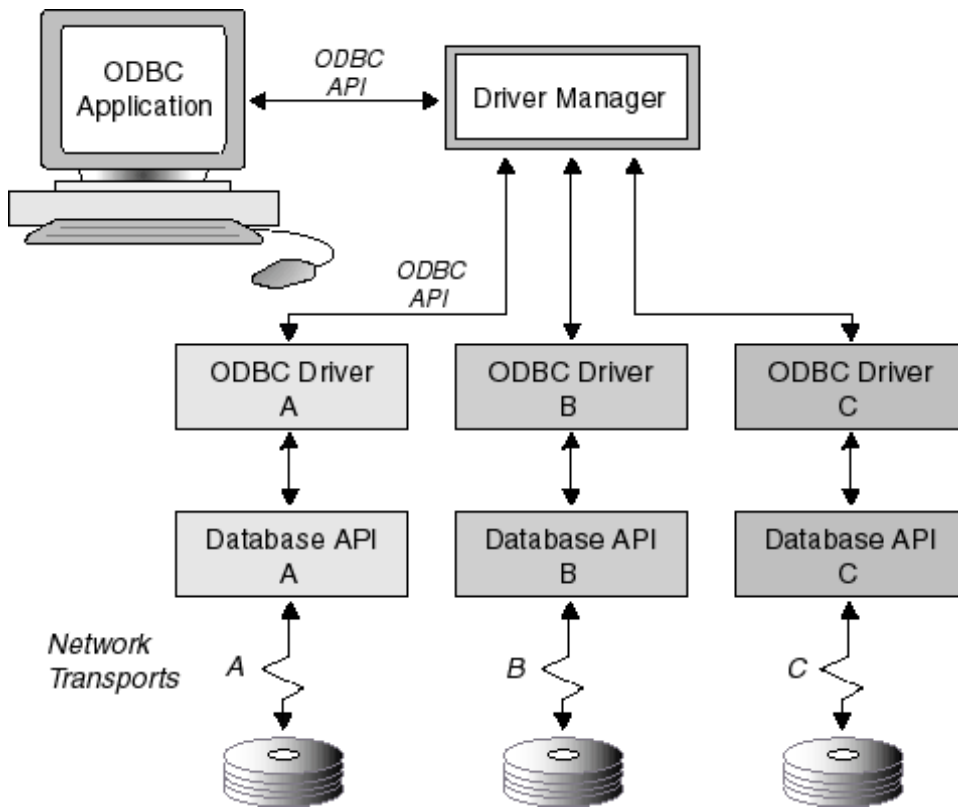 ODBC
Application
ODBC
API
Driver Manager
ODBC
API
ODBC Driver
A
ODBC Driver
B
ODBC Driver
C
Database API
A
Database API
B
Database API
C
Network
Transports
A
B
C